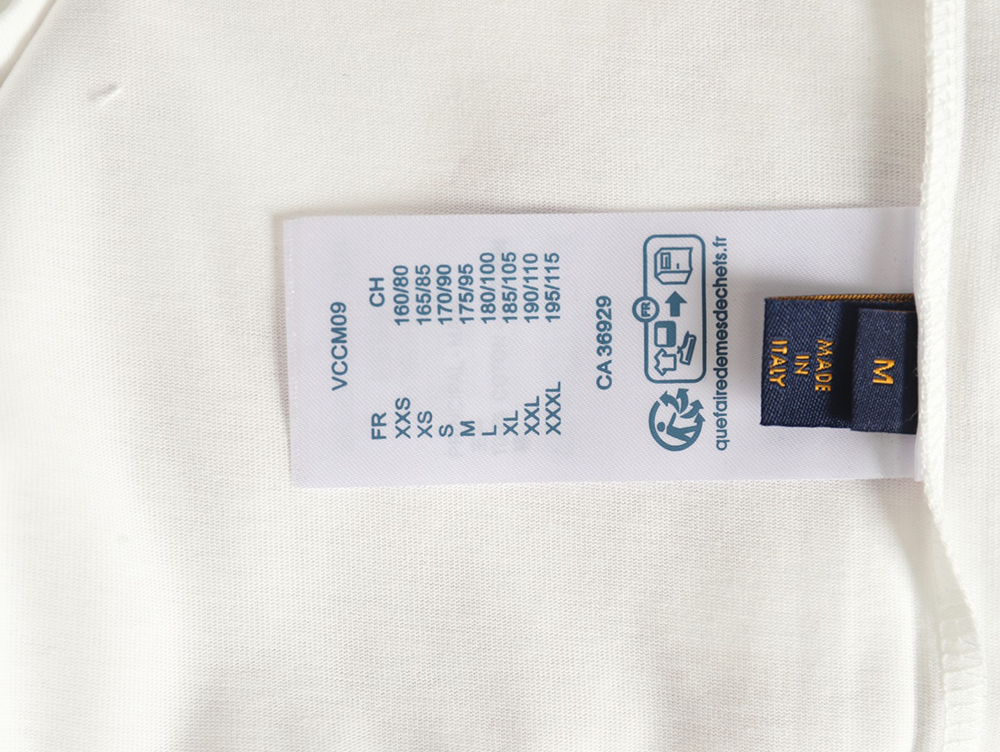 VCCM09
FR CH
XXS 160/80
XS 165/85
S 170/90
M 175/95
L 180/100
XL 185/105
XXL 190/110
XXXL 195/115
CA 36929
FR
quefairedemesdechets.fr
MADE
IN
ITALY
M